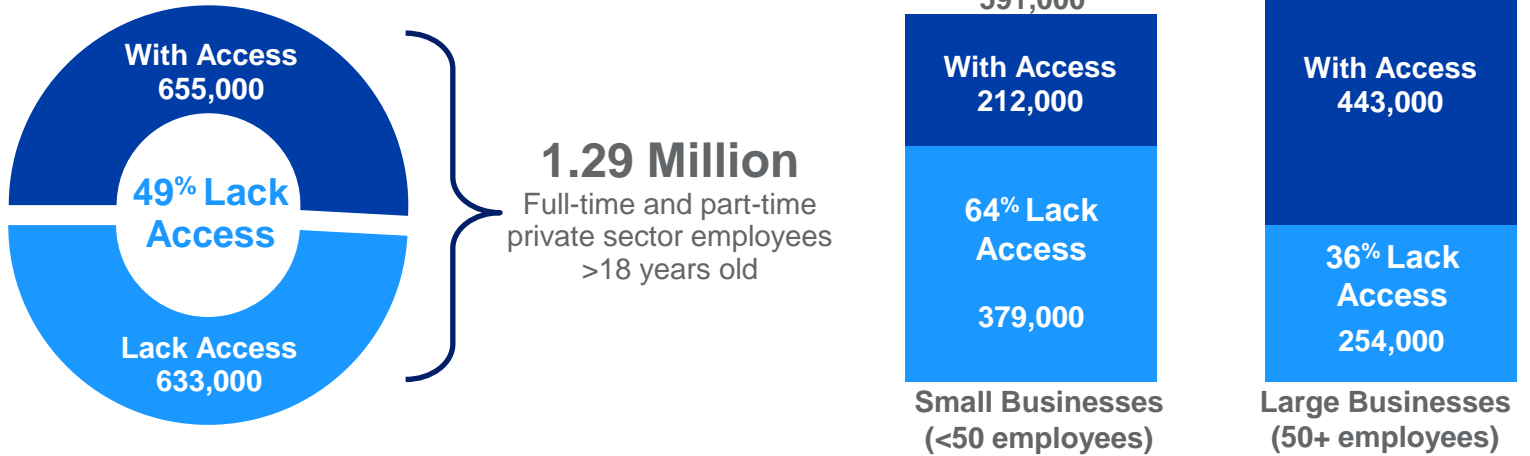 With Access
655,000
49% Lack
Access
Lack Access
633,000
1.29 Million
Full-time and part-time
private sector employees
>18 years old
591,000
With Access
212,000
64% Lack
Access
379,000
Small Businesses
(<50 employees)
With Access
443,000
36% Lack
Access
254,000
Large Businesses
(50+ employees)